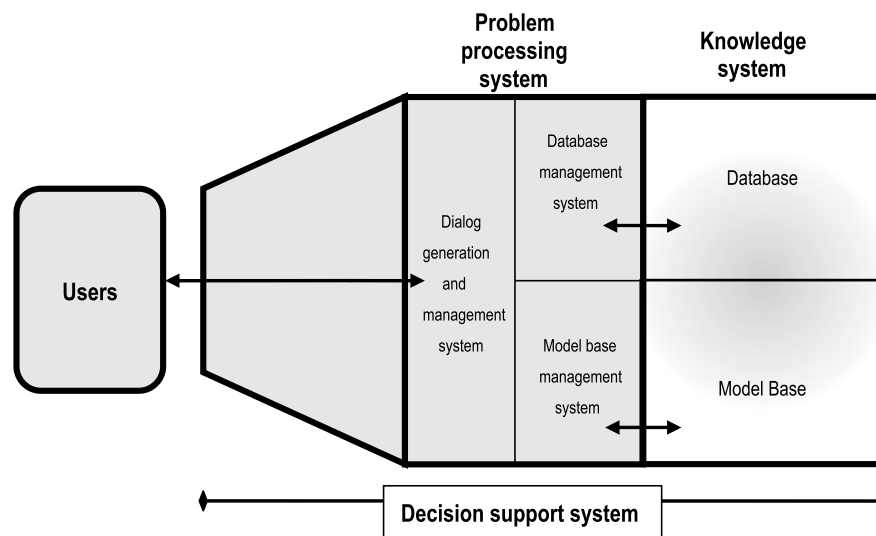 Problem
processing
system
Knowledge
system
Users
Dialog
generation
and
management
system
Database
management
system
Model base
management
system
Database
Model Base
Decision support system